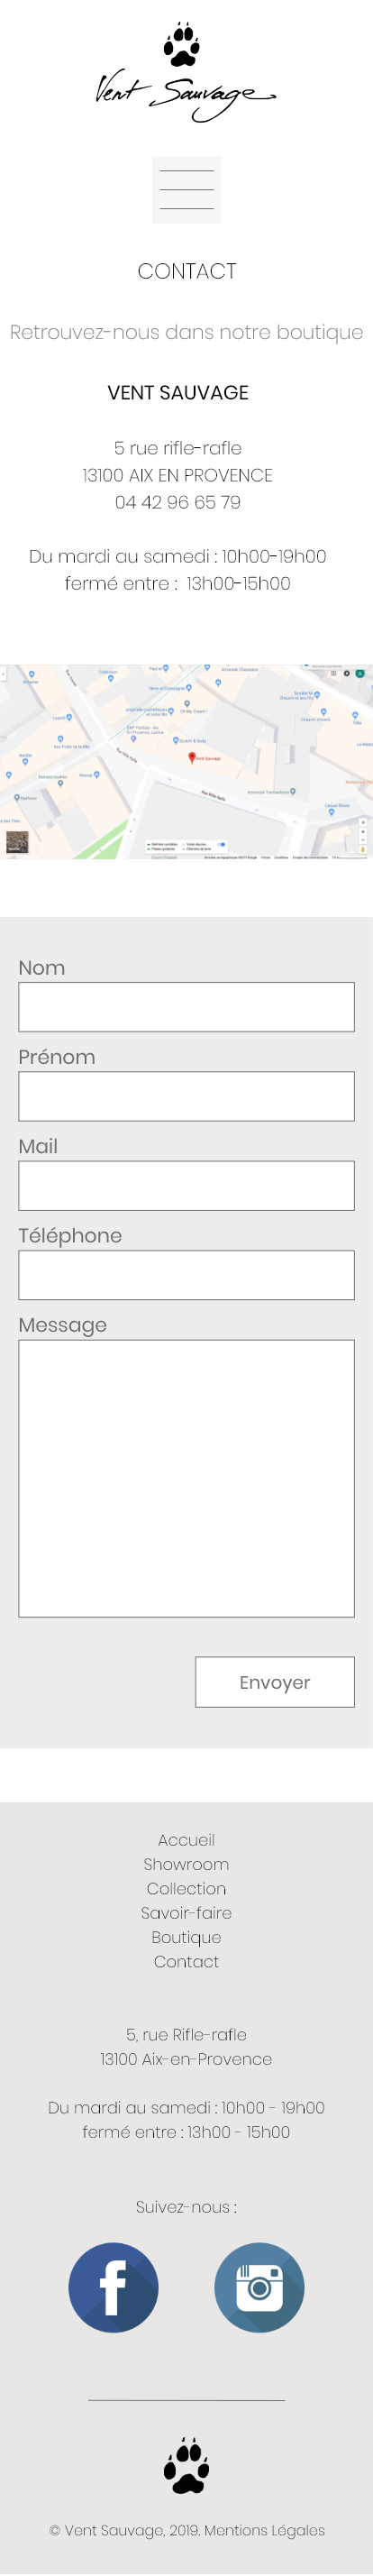 Vent Sauvage
CONTACT
Retrouvez-nous dans notre boutique
VENT SAUVAGE
5 rue rifle-rafle
13100 AIX EN PROVENCE
04 42 96 65 79
Du mardi au samedi : 10h00-19h00
fermé entre : 13h00-15h00
Vent Sauvage
Nom
Prénom
Mail
Téléphone
Message
Envoyer
Accueil
Showroom
Collection
Savoir-faire
Boutique
Contact
5, rue Rifle-rafle
13100 Aix-en-Provence
Du mardi au samedi : 10h00 - 19h00
fermé entre : 13h00 - 15h00
Suivez-nous :
© Vent Sauvage, 2019. Mentions Légales